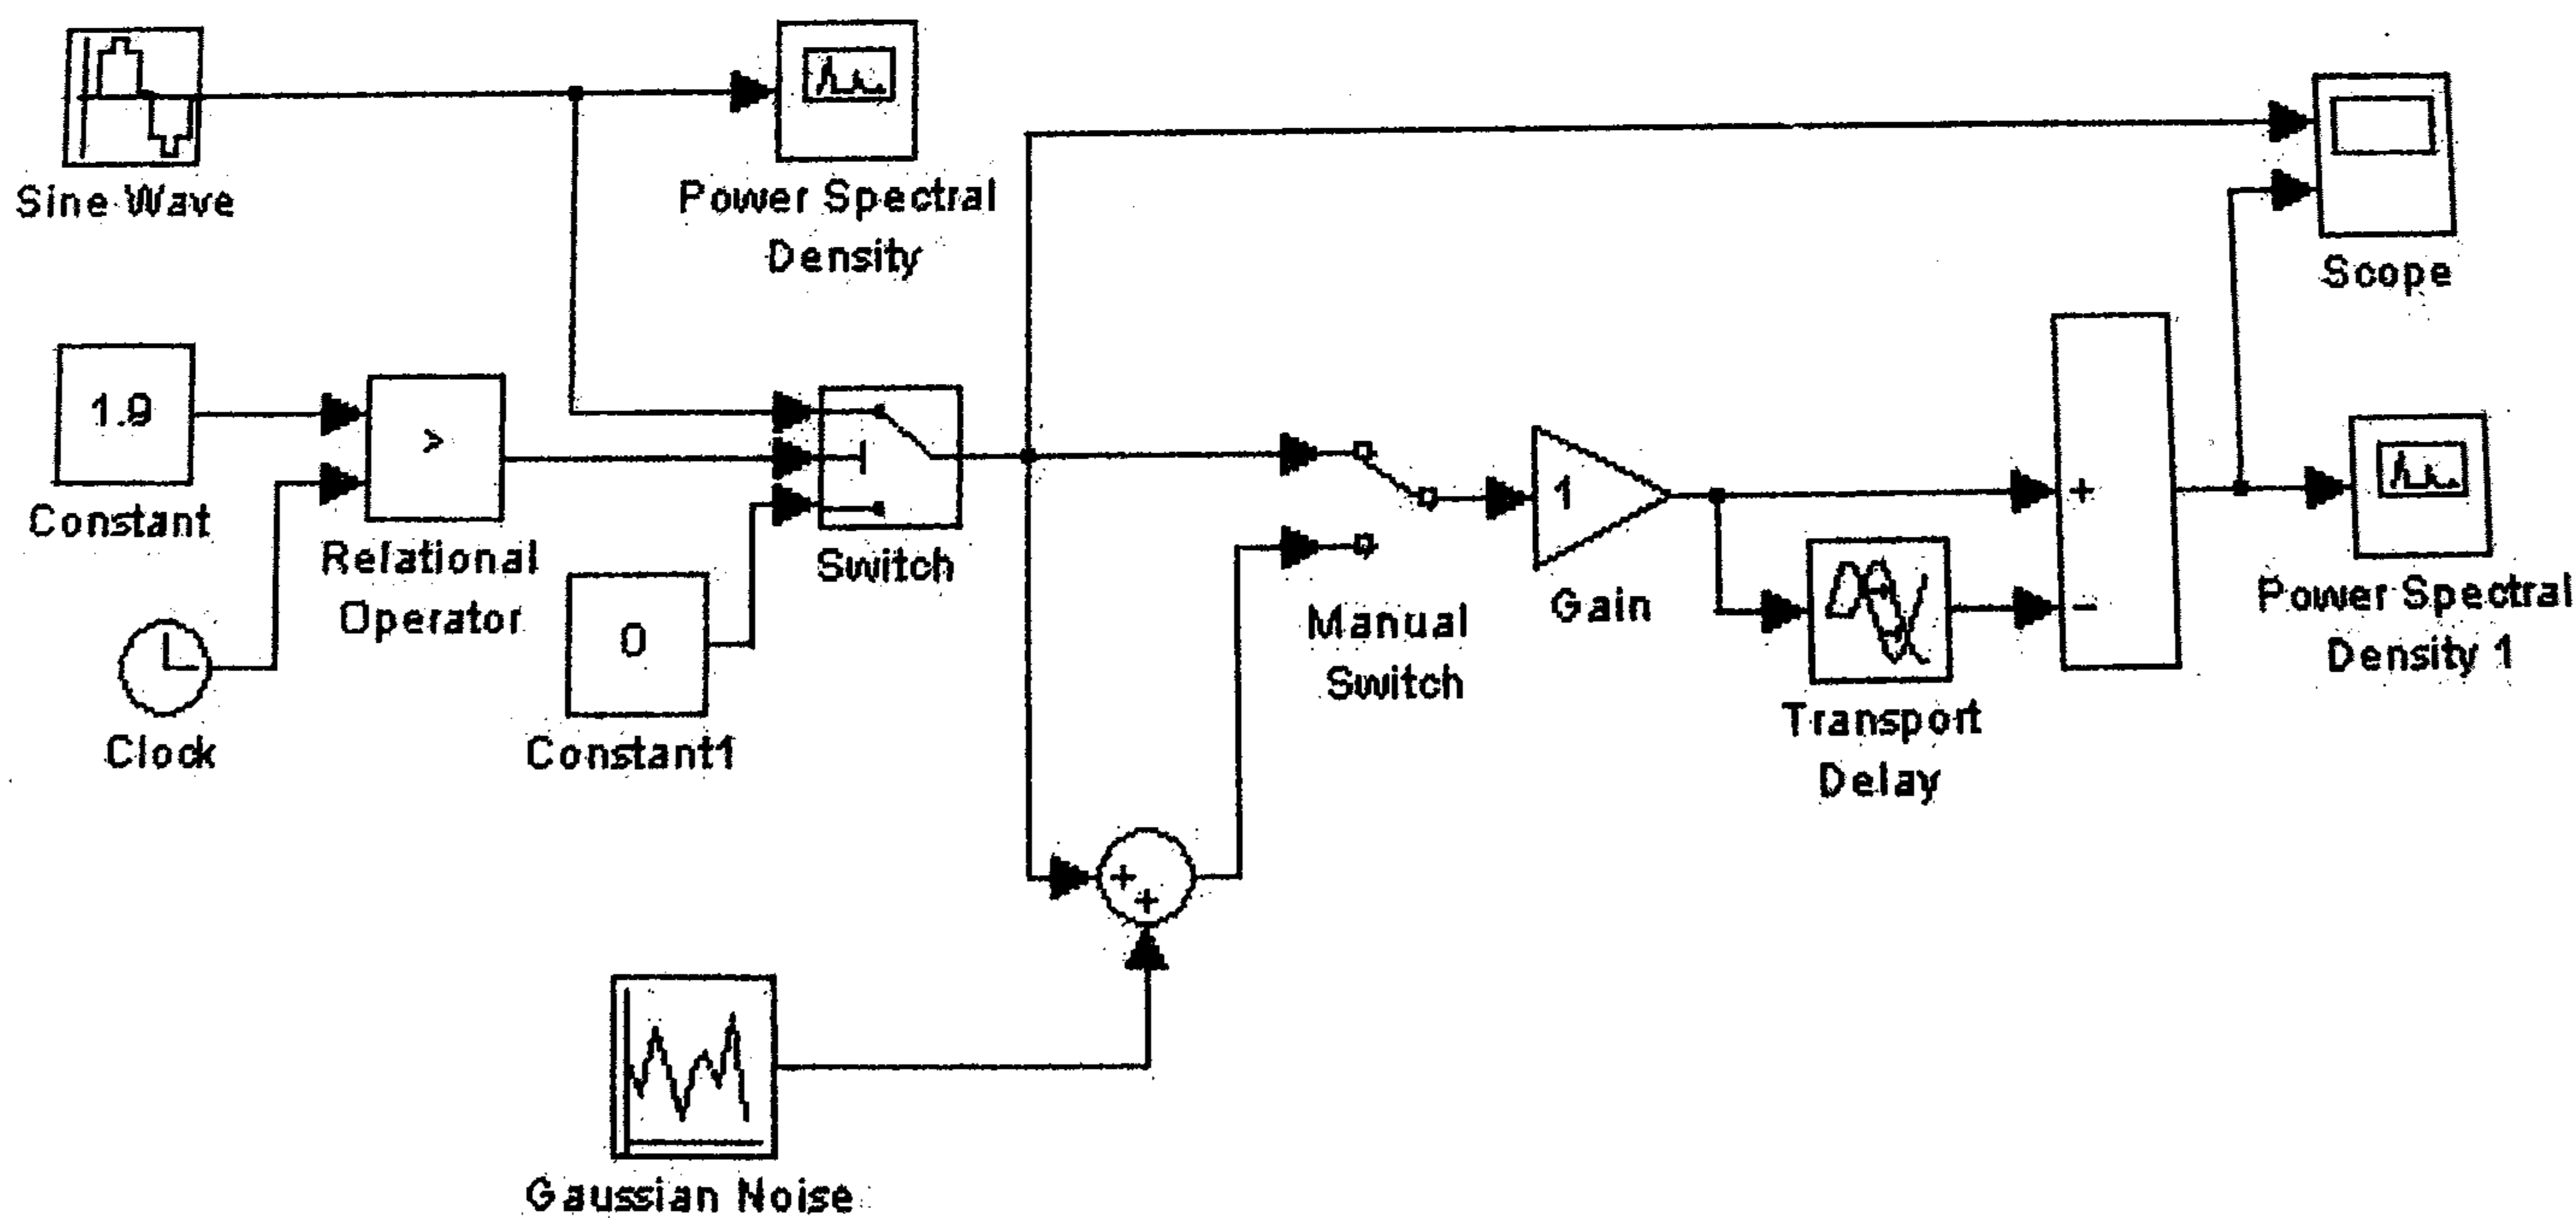 Sine Wave
Power Spectral
Density
Scope
1.9
Constant
>
Relational
Operator
Clock
0
Constant1
Switch
Manual
Switch
1
Gain
Transport
Delay
+
−
Power Spectral
Density 1
+
+
Gaussian Noise